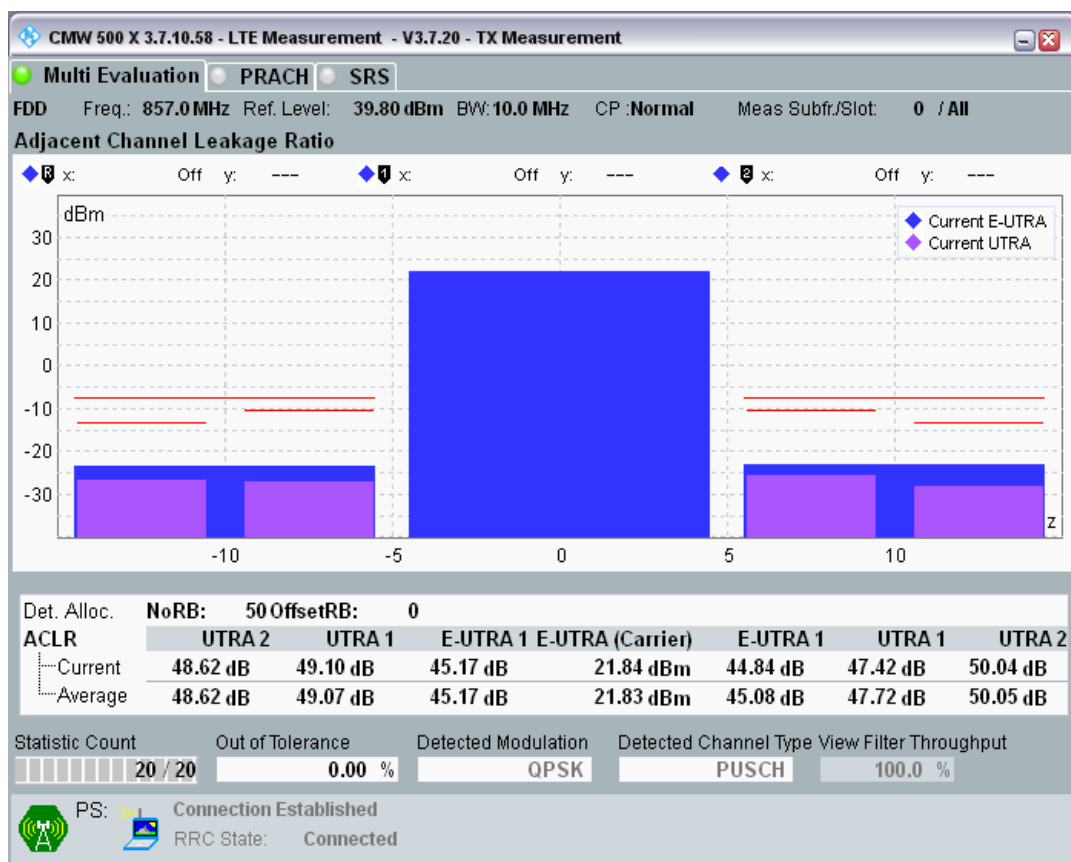 CMW 500 X 3.7.10.58 - LTE Measurement - V3.7.20 - TX Measurement
Multi Evaluation PRACH SRS
FDD Freq.: 857.0 MHz Ref. Level: 39.80 dBm BW: 10.0 MHz CP :Normal Meas Subfr./Slot: 0 / All
Adjacent Channel Leakage Ratio
R x: Off y: --- 1 x: Off y: --- 2 x: Off y: ---
dBm
Current E-UTRA
Current UTRA
30
20
10
0
-10
-20
-30
z
-10 -5 0 5 10
Det. Alloc. NoRB: 50 OffsetRB: 0
ACLR UTRA 2 UTRA 1 E-UTRA 1 E-UTRA (Carrier) E-UTRA 1 UTRA 1 UTRA 2
Current 48.62 dB 49.10 dB 45.17 dB 21.84 dBm 44.84 dB 47.42 dB 50.04 dB
Average 48.62 dB 49.07 dB 45.17 dB 21.83 dBm 45.08 dB 47.72 dB 50.05 dB
Statistic Count Out of Tolerance Detected Modulation Detected Channel Type View Filter Throughput
20 / 20 0.00 % QPSK PUSCH 100.0 %
PS: Connection Established
RRC State: Connected